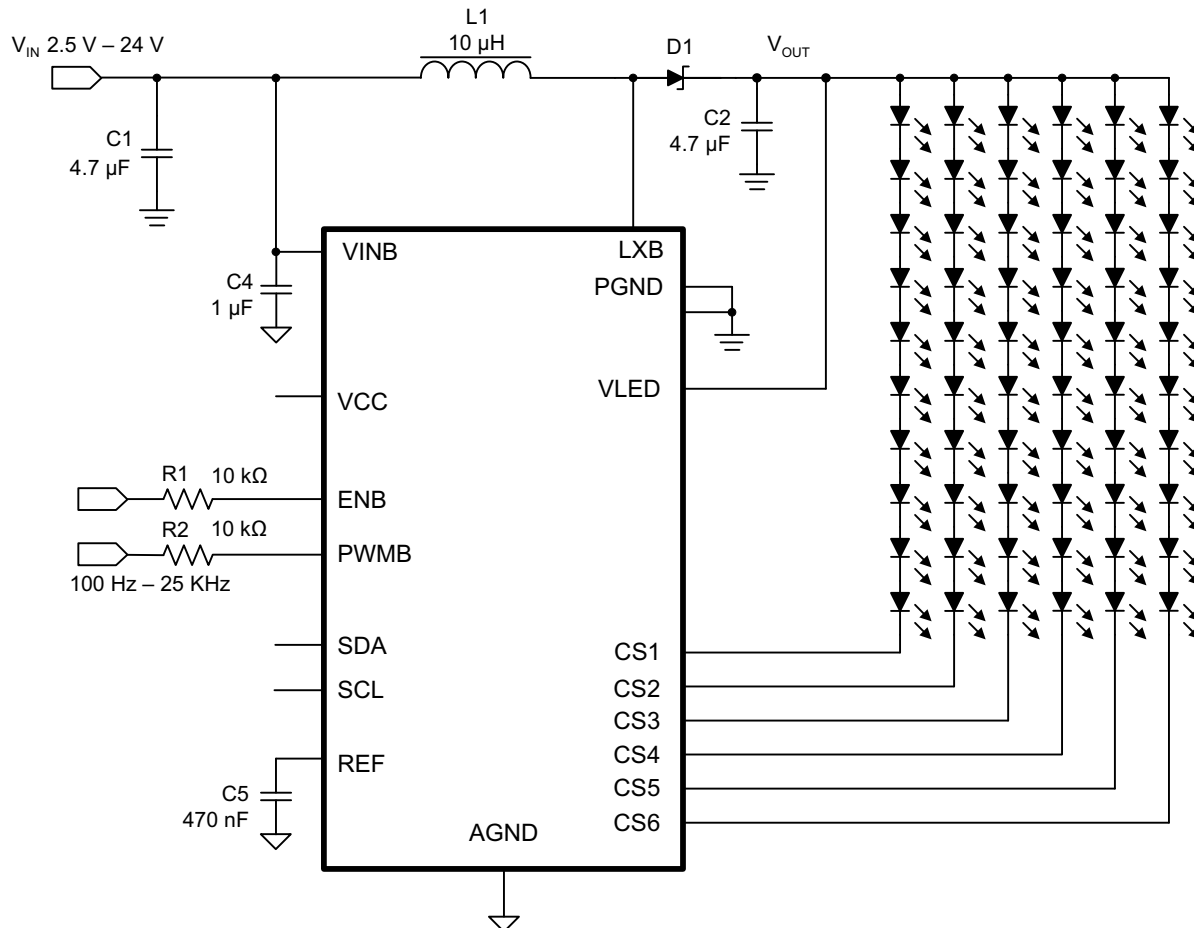 L1
10 µH
VIN 2.5 V – 24 V
D1
VOUT
C1
4.7 µF
C2
4.7 µF
VINB
LXB
C4
1 µF
PGND
VCC
VLED
R1
10 kΩ
ENB
R2
10 kΩ
PWMB
100 Hz – 25 KHz
SDA
CS1
SCL
CS2
CS3
REF
CS4
C5
470 nF
CS5
AGND
CS6